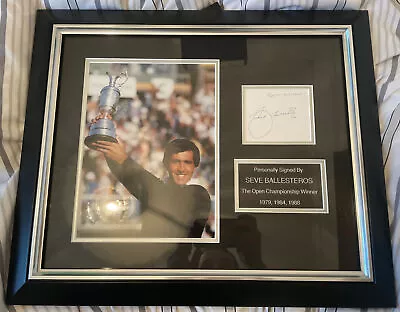 Personally Signed By
SEVE BALLESTEROS
The Open Championship Winner
1979, 1984, 1988